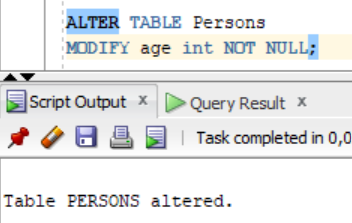 ALTER TABLE Persons
MODIFY age int NOT NULL;
Script Output x Query Result x
Task completed in 0,0
Table PERSONS altered.